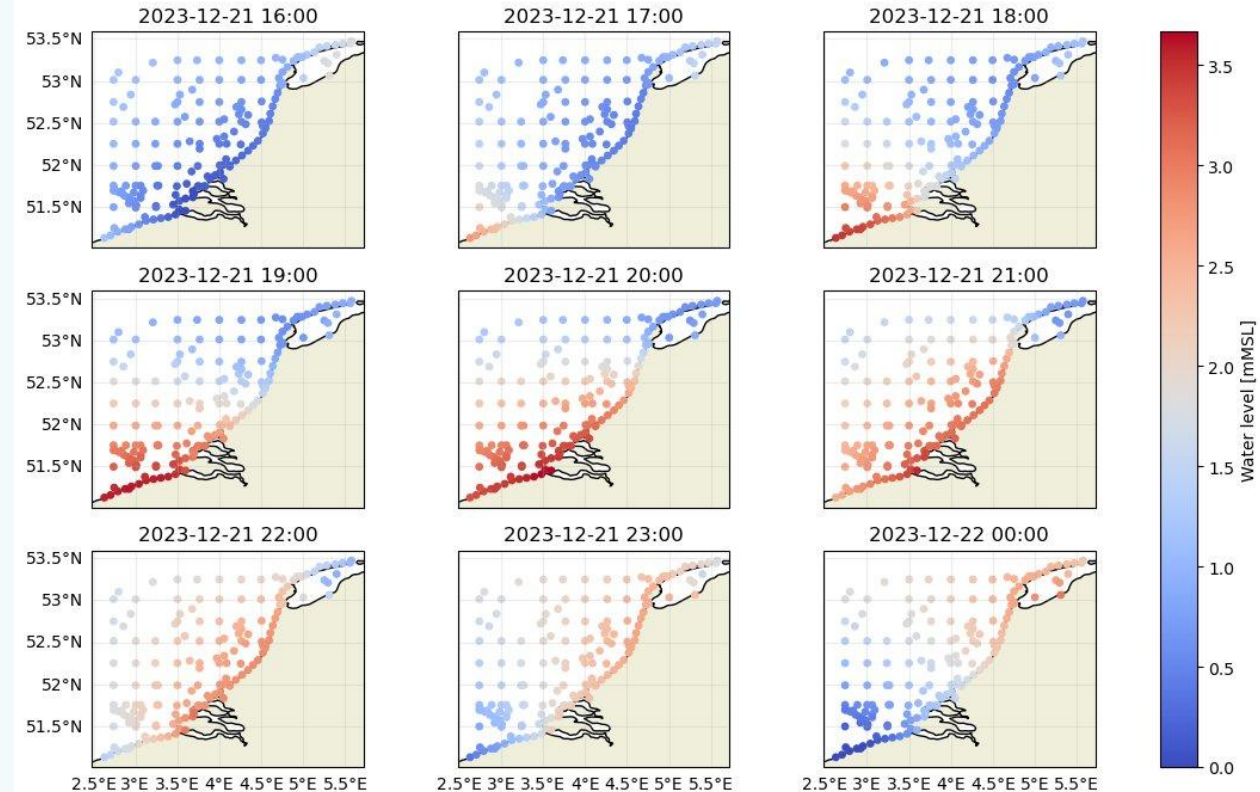 2023-12-21 16:00 2023-12-21 17:00 2023-12-21 18:00
53.5°N
53°N
52.5°N
52°N
51.5°N
2023-12-21 19:00 2023-12-21 20:00 2023-12-21 21:00
53.5°N
53°N
52.5°N
52°N
51.5°N
2023-12-21 22:00 2023-12-21 23:00 2023-12-22 00:00
53.5°N
53°N
52.5°N
52°N
51.5°N
2.5°E 3°E 3.5°E 4°E 4.5°E 5°E 5.5°E 2.5°E 3°E 3.5°E 4°E 4.5°E 5°E 5.5°E 2.5°E 3°E 3.5°E 4°E 4.5°E 5°E 5.5°E
3.5
3.0
2.5
2.0
1.5
1.0
0.5
0.0
Water level [mMSL]